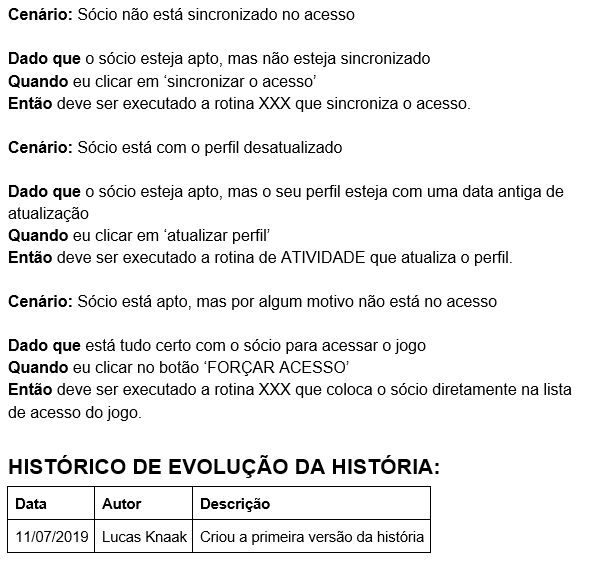 Cenário: Sócio não está sincronizado no acesso
Dado que o sócio esteja apto, mas não esteja sincronizado
Quando eu clicar em ‘sincronizar o acesso’
Então deve ser executado a rotina XXX que sincroniza o acesso.
Cenário: Sócio está com o perfil desatualizado
Dado que o sócio esteja apto, mas o seu perfil esteja com uma data antiga de
atualização
Quando eu clicar em ‘atualizar perfil’
Então deve ser executado a rotina de ATIVIDADE que atualiza o perfil.
Cenário: Sócio está apto, mas por algum motivo não está no acesso
Dado que está tudo certo com o sócio para acessar o jogo
Quando eu clicar no botão ‘FORÇAR ACESSO’
Então deve ser executado a rotina XXX que coloca o sócio diretamente na lista
de acesso do jogo.
HISTÓRICO DE EVOLUÇÃO DA HISTÓRIA:
Data Autor Descrição
11/07/2019 Lucas Knaak Criou a primeira versão da história